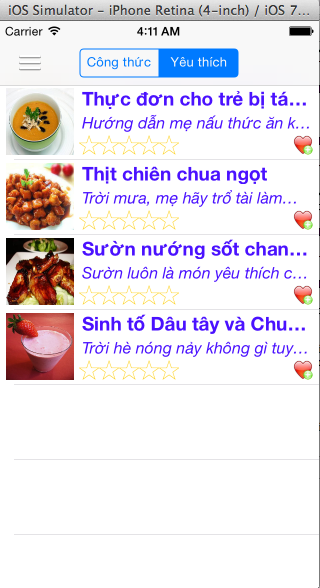 iOS Simulator - iPhone Retina (4-inch) / iOS 7...
Carrier 3:11 AM
Công thức Yêu thích
Thực đơn cho trẻ bị tá...
Hướng dẫn mẹ nấu thức ăn k...
Thịt chiên chua ngọt
Trời mưa, mẹ hãy trổ tài làm...
Sườn nướng sốt chan...
Sườn luôn là món yêu thích c...
Sinh tố Dâu tây và Chu...
Trời hè nóng nảy không gì tuy...